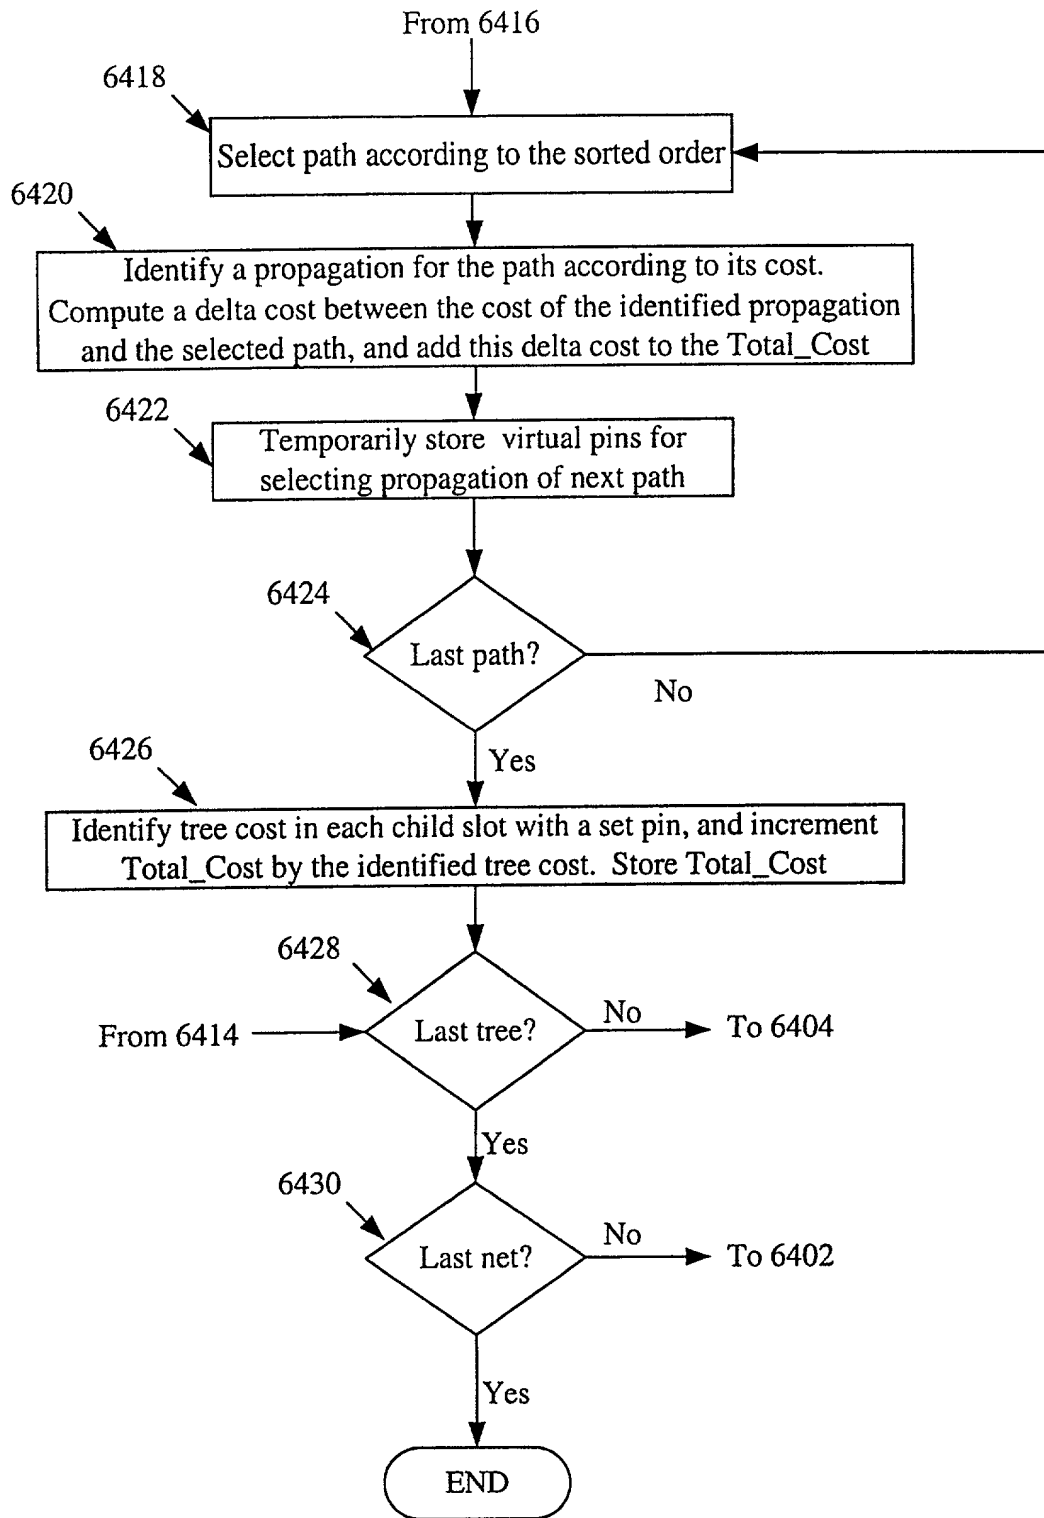 From 6416
6418
Select path according to the sorted order
6420
Identify a propagation for the path according to its cost.
Compute a delta cost between the cost of the identified propagation
and the selected path, and add this delta cost to the Total_Cost
6422
Temporarily store virtual pins for
selecting propagation of next path
6424
Last path?
No
Yes
6426
Identify tree cost in each child slot with a set pin, and increment
Total_Cost by the identified tree cost. Store Total_Cost
6428
From 6414
Last tree?
No
To 6404
Yes
6430
Last net?
No
To 6402
Yes
END